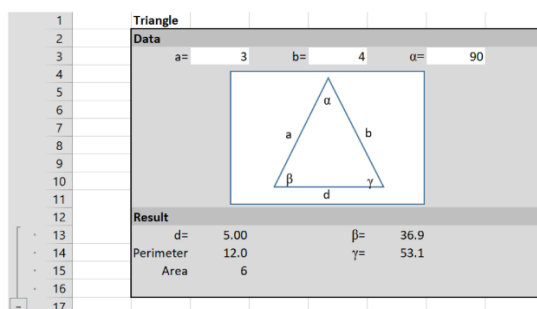 1 Triangle
2 Data
3 a= 3 b= 4 α= 90
4
5 α
6
7 a b
8
9
10 β γ
11 d
12 Result
13 d= 5.00 β= 36.9
14 Perimeter 12.0 γ= 53.1
15 Area 6
16
17